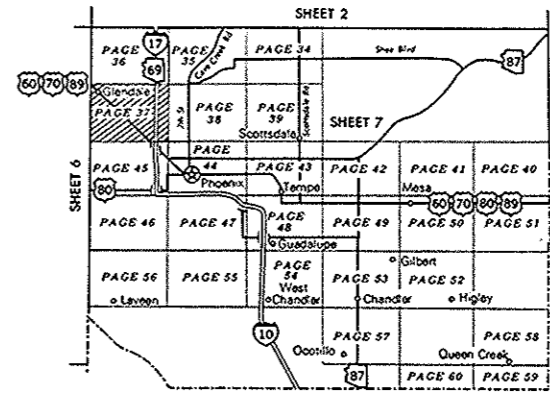 SHEET 2
PAGE 36
17
69
PAGE 35
Cave Creek Rd
PAGE 34
Shea Blvd
87
60 70 89
Glendale
PAGE 37
7th St
PAGE 38
PAGE 39
Scottsdale Rd
Scottsdale
SHEET 7
SHEET 6
PAGE 45
PAGE 44
Phoenix
PAGE 43
Tempe
PAGE 42
PAGE 41
PAGE 40
80
Mesa
60 70 80 89
PAGE 46
PAGE 47
PAGE 48
Guadalupe
PAGE 49
PAGE 50
PAGE 51
PAGE 56
Laveen
PAGE 55
PAGE 54
West Chandler
PAGE 53
Chandler
Gilbert
PAGE 52
Higley
10
PAGE 57
Ocotillo
87
PAGE 58
Queen Creek
PAGE 60
PAGE 59